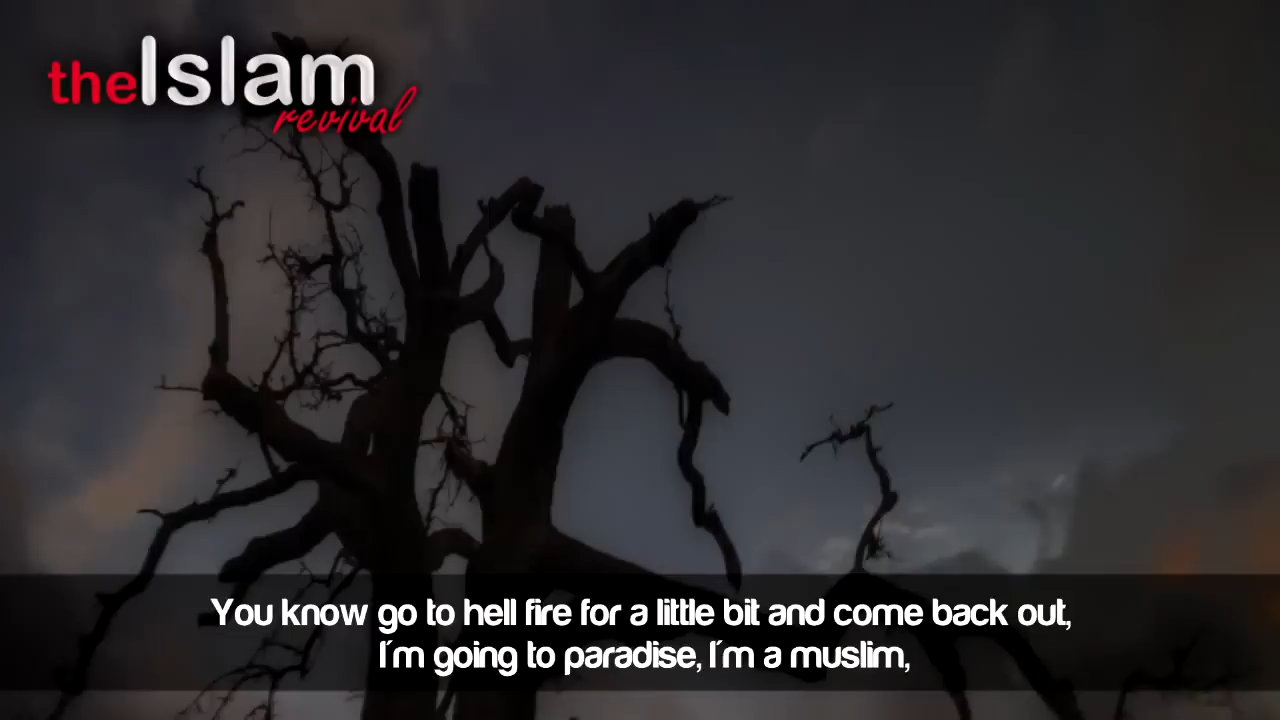 theIslam
revival
You know go to hell fire for a little bit and come back out,
I´m going to paradise, I´m a muslim,